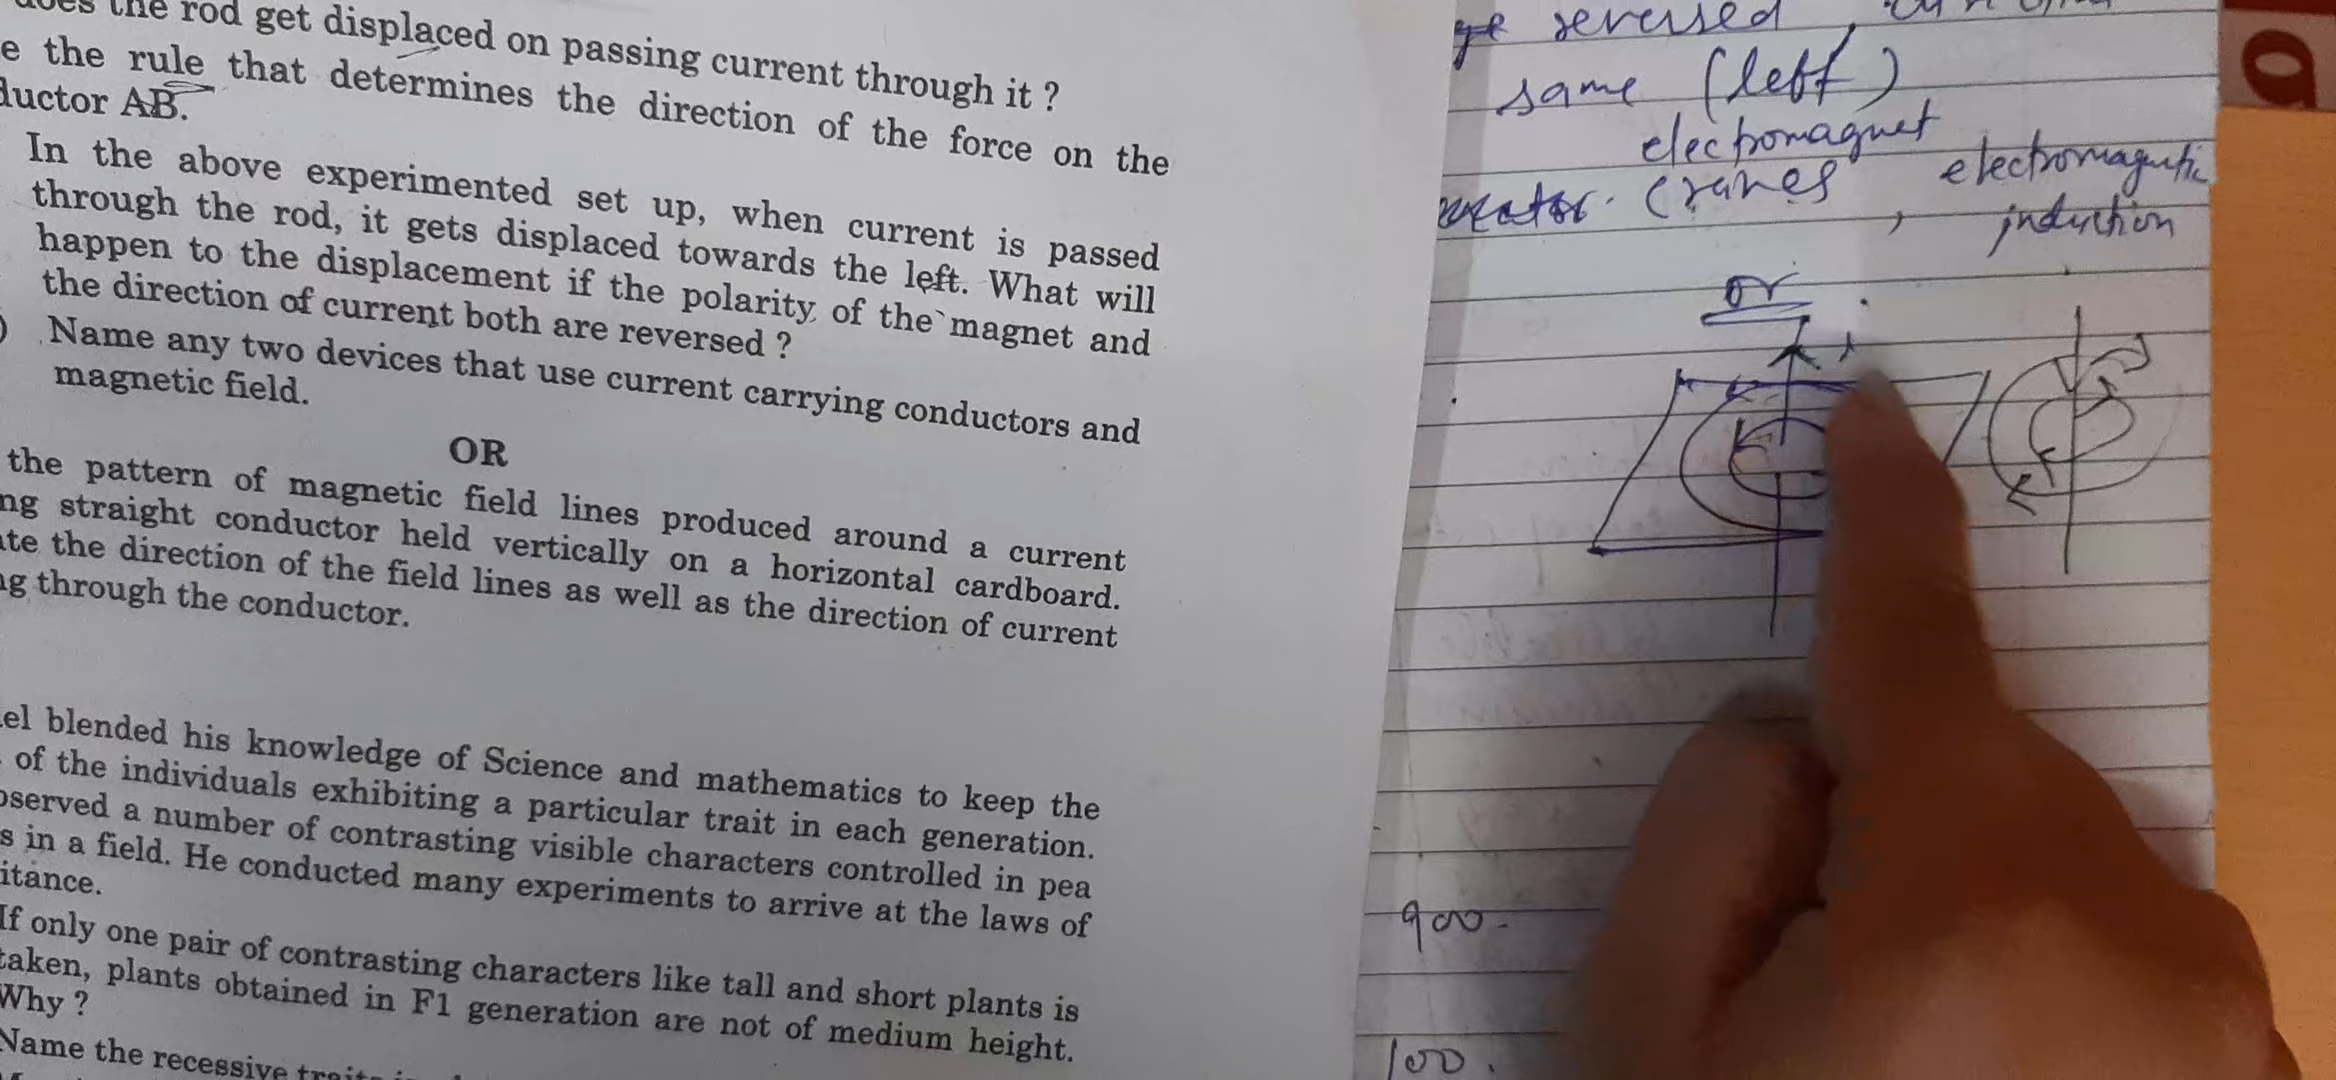 does the rod get displaced on passing current through it ?
e the rule that determines the direction of the force on the
ductor AB.
In the above experimented set up, when current is passed
through the rod, it gets displaced towards the left. What will
happen to the displacement if the polarity of the magnet and
the direction of current both are reversed ?
) Name any two devices that use current carrying conductors and
magnetic field.
OR
the pattern of magnetic field lines produced around a current
ng straight conductor held vertically on a horizontal cardboard.
ate the direction of the field lines as well as the direction of current
ng through the conductor.
el blended his knowledge of Science and mathematics to keep the
of the individuals exhibiting a particular trait in each generation.
bserved a number of contrasting visible characters controlled in pea
s in a field. He conducted many experiments to arrive at the laws of
itance.
If only one pair of contrasting characters like tall and short plants is
taken, plants obtained in F1 generation are not of medium height.
Why ?
Name the recessive
reversed
same (left)
electromagnet
cranes , electromagnetic
induction
or
900-
100.
a